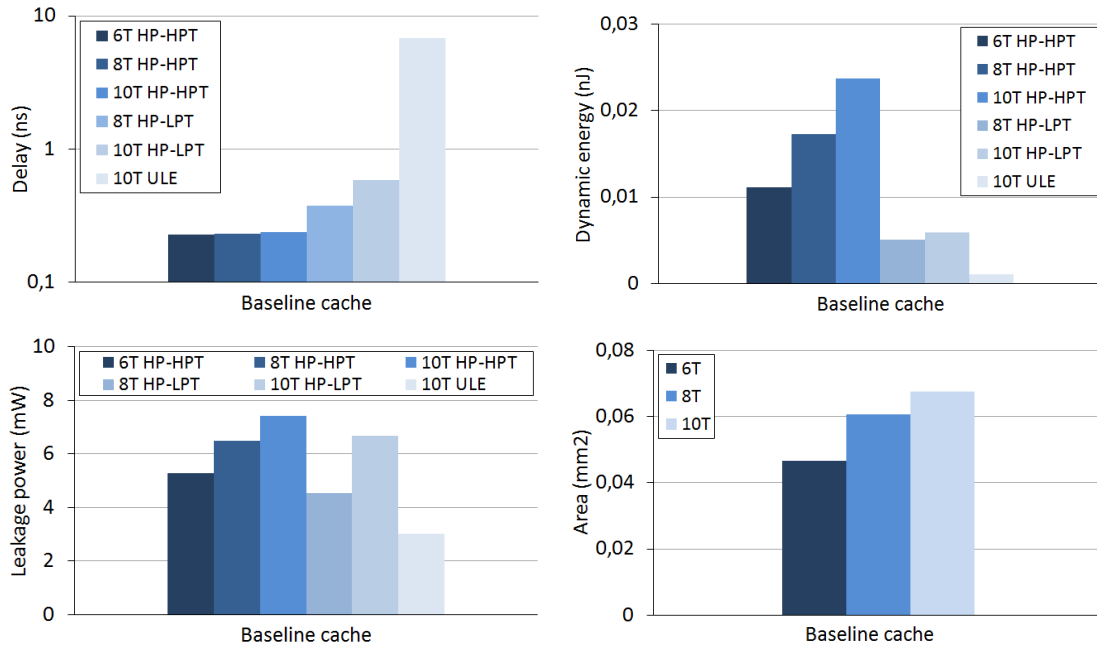 10
1
0,1
Delay (ns)
6T HP-HPT
8T HP-HPT
10T HP-HPT
8T HP-LPT
10T HP-LPT
10T ULE
Baseline cache
0,03
0,02
0,01
0
Dynamic energy (nJ)
6T HP-HPT
8T HP-HPT
10T HP-HPT
8T HP-LPT
10T HP-LPT
10T ULE
Baseline cache
10
8
6
4
2
0
Leakage power (mW)
6T HP-HPT 8T HP-HPT 10T HP-HPT
8T HP-LPT 10T HP-LPT 10T ULE
Baseline cache
0,08
0,06
0,04
0,02
0
Area (mm2)
6T
8T
10T
Baseline cache